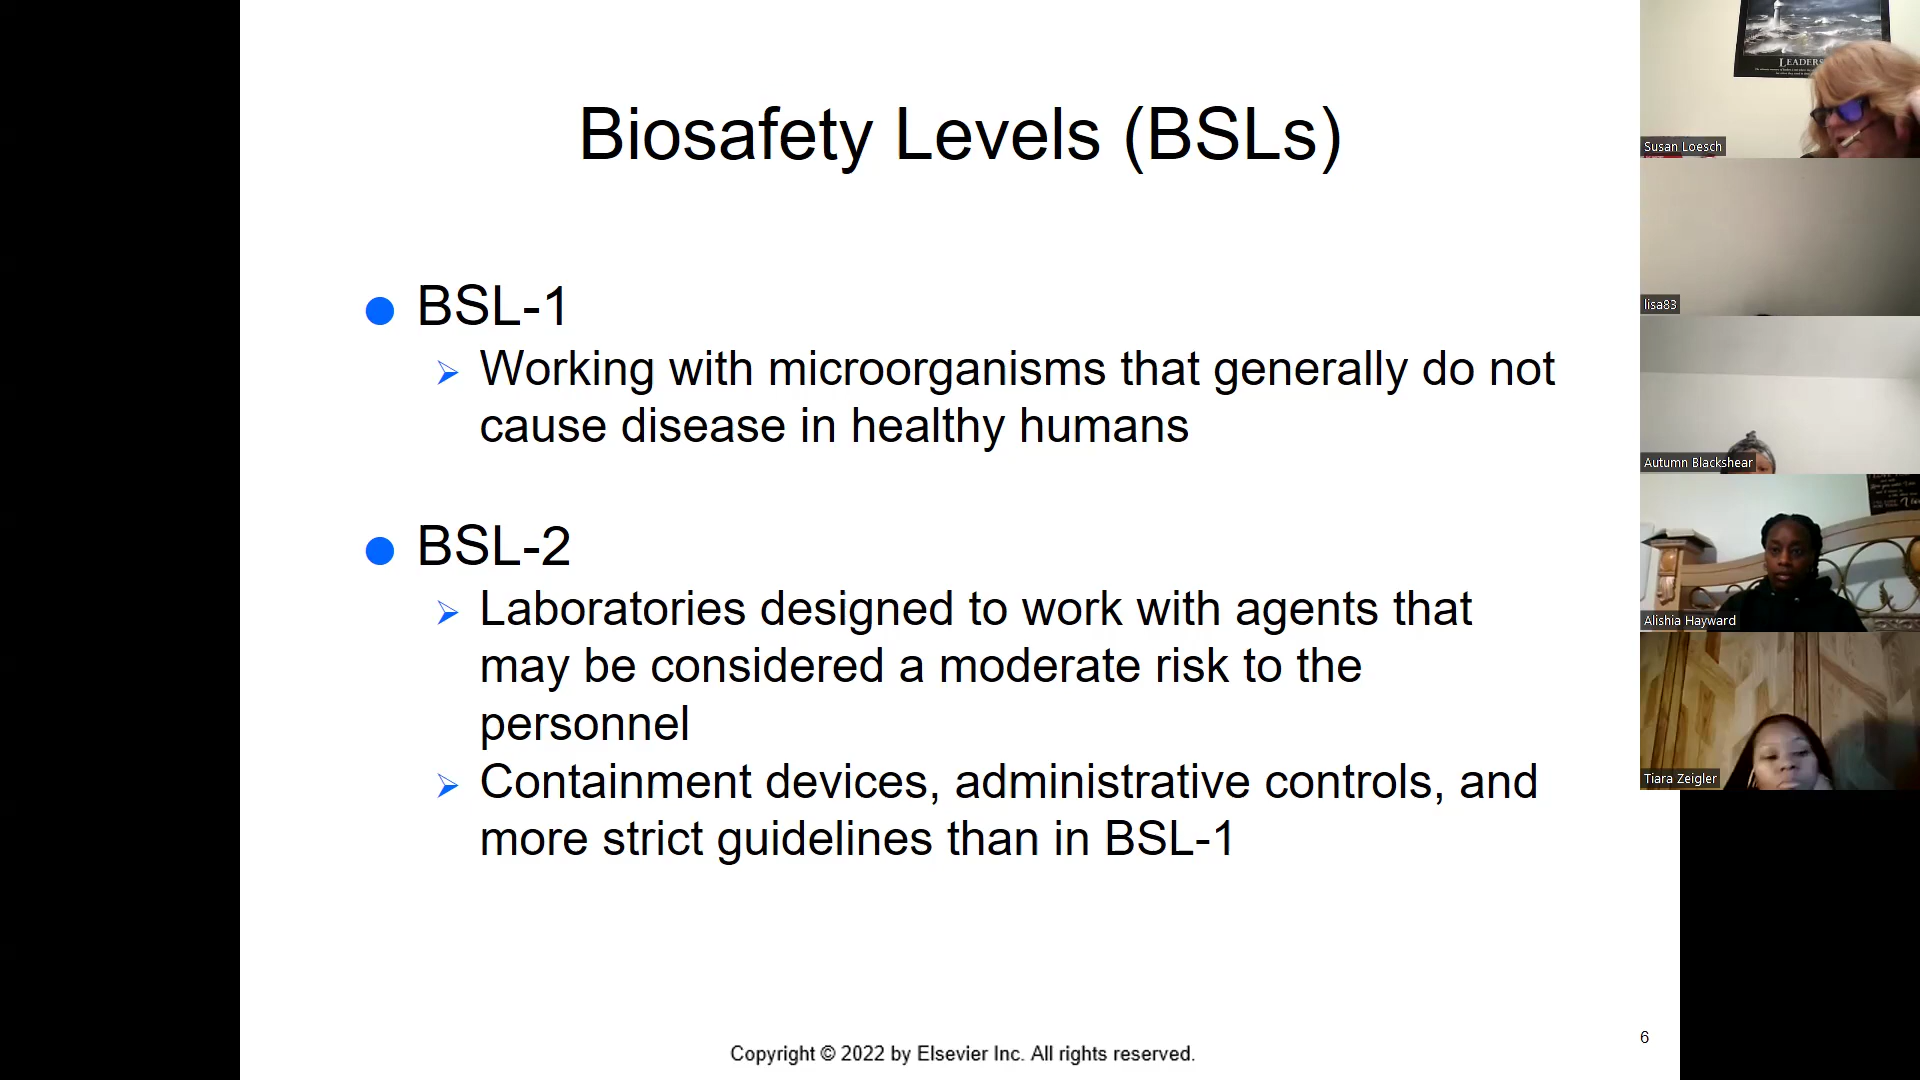 Biosafety Levels (BSLs)
BSL-1
Working with microorganisms that generally do not
cause disease in healthy humans
BSL-2
Laboratories designed to work with agents that
may be considered a moderate risk to the
personnel
Containment devices, administrative controls, and
more strict guidelines than in BSL-1
Copyright © 2022 by Elsevier Inc. All rights reserved.
6
Susan Loesch
lisa83
Autumn Blackshear
Alishia Hayward
Tiara Zeigler